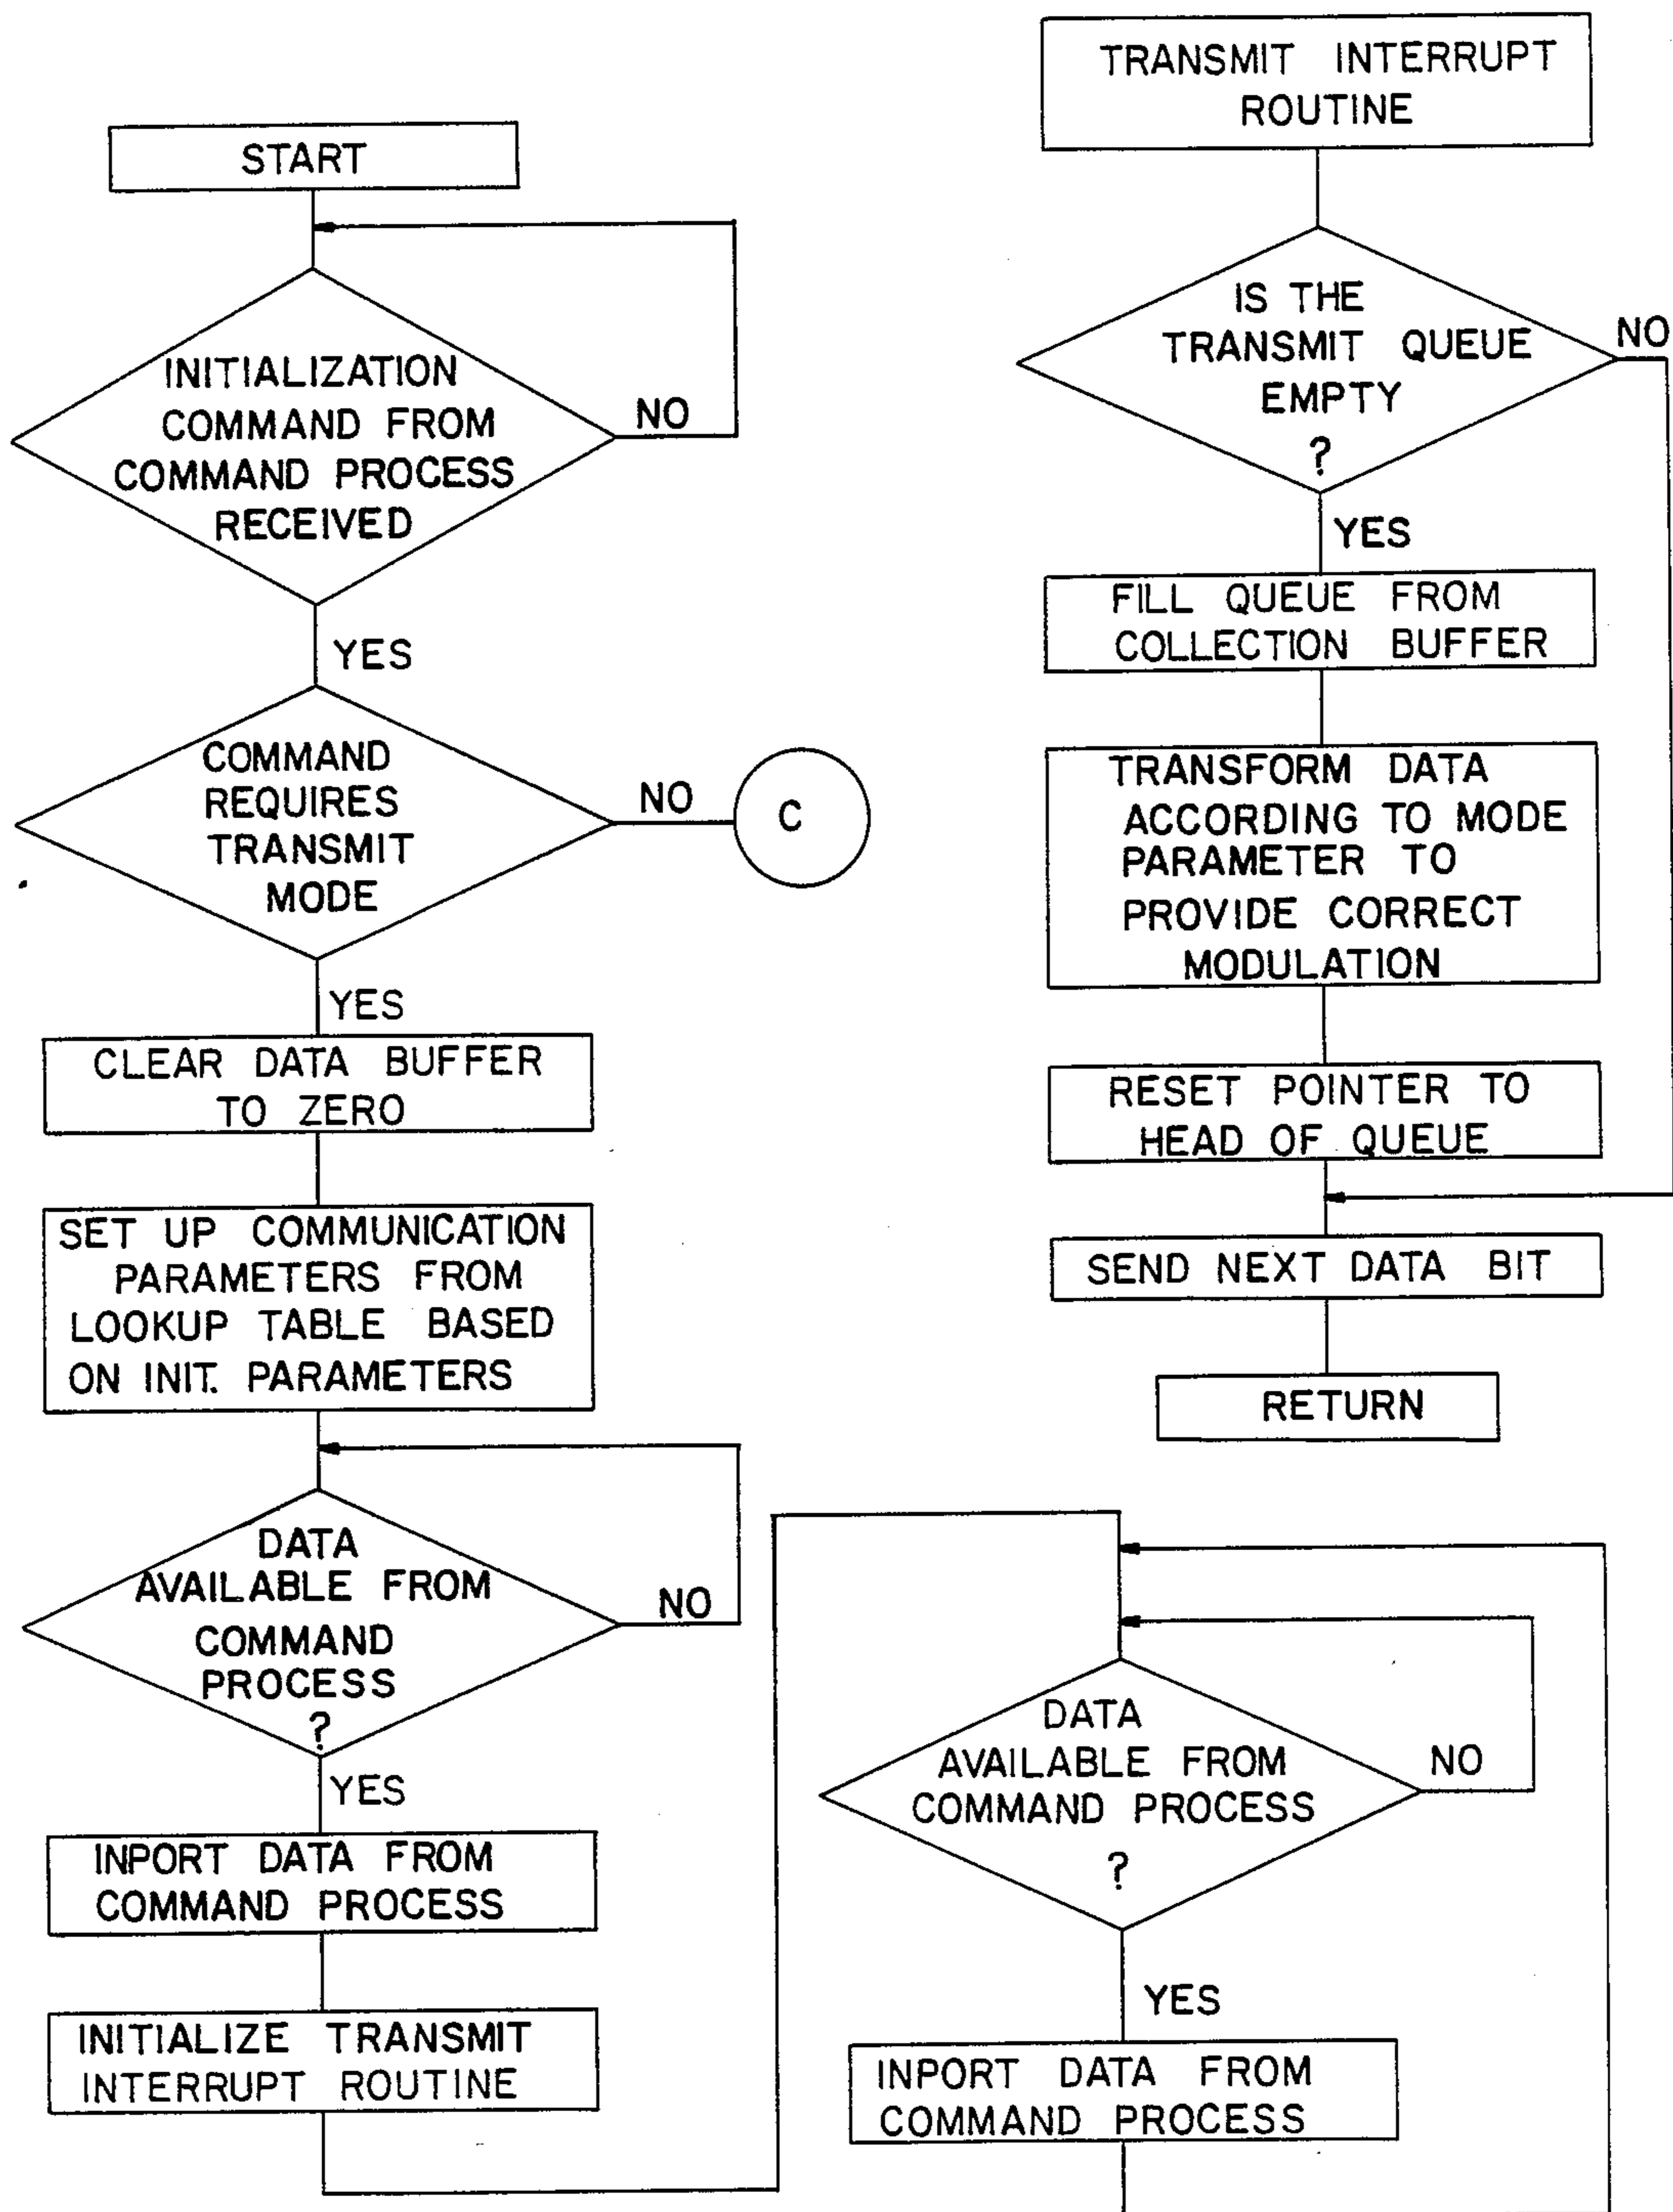 START
INITIALIZATION
COMMAND FROM
COMMAND PROCESS
RECEIVED
NO
YES
COMMAND
REQUIRES
TRANSMIT
MODE
NO
C
YES
CLEAR DATA BUFFER
TO ZERO
SET UP COMMUNICATION
PARAMETERS FROM
LOOKUP TABLE BASED
ON INIT. PARAMETERS
DATA
AVAILABLE FROM
COMMAND
PROCESS
?
NO
YES
INPORT DATA FROM
COMMAND PROCESS
INITIALIZE TRANSMIT
INTERRUPT ROUTINE
DATA
AVAILABLE FROM
COMMAND PROCESS
?
NO
YES
INPORT DATA FROM
COMMAND PROCESS
TRANSMIT INTERRUPT
ROUTINE
IS THE
TRANSMIT QUEUE
EMPTY
?
NO
YES
FILL QUEUE FROM
COLLECTION BUFFER
TRANSFORM DATA
ACCORDING TO MODE
PARAMETER TO
PROVIDE CORRECT
MODULATION
RESET POINTER TO
HEAD OF QUEUE
SEND NEXT DATA BIT
RETURN